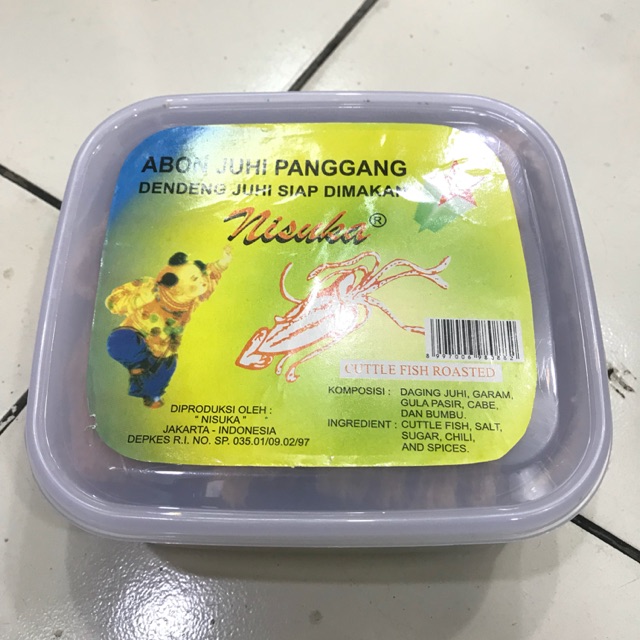 ABON JUHI PANGGANG
DENDENG JUHI SIAP DIMAKAN
Nisuka ®
CUTTLE FISH ROASTED
KOMPOSISI : DAGING JUHI, GARAM,
GULA PASIR, CABE,
DAN BUMBU.
INGREDIENT : CUTTLE FISH, SALT,
SUGAR, CHILI,
AND SPICES.
DIPRODUKSI OLEH :
" NISUKA "
JAKARTA - INDONESIA
DEPKES R.I. NO. SP. 035.01/09.02/97